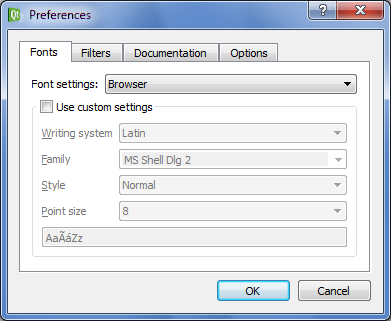 Qt Preferences ?
Fonts Filters Documentation Options
Font settings: Browser
Use custom settings
Writing system Latin
Family MS Shell Dlg 2
Style Normal
Point size 8
AaÃáZz
OK Cancel